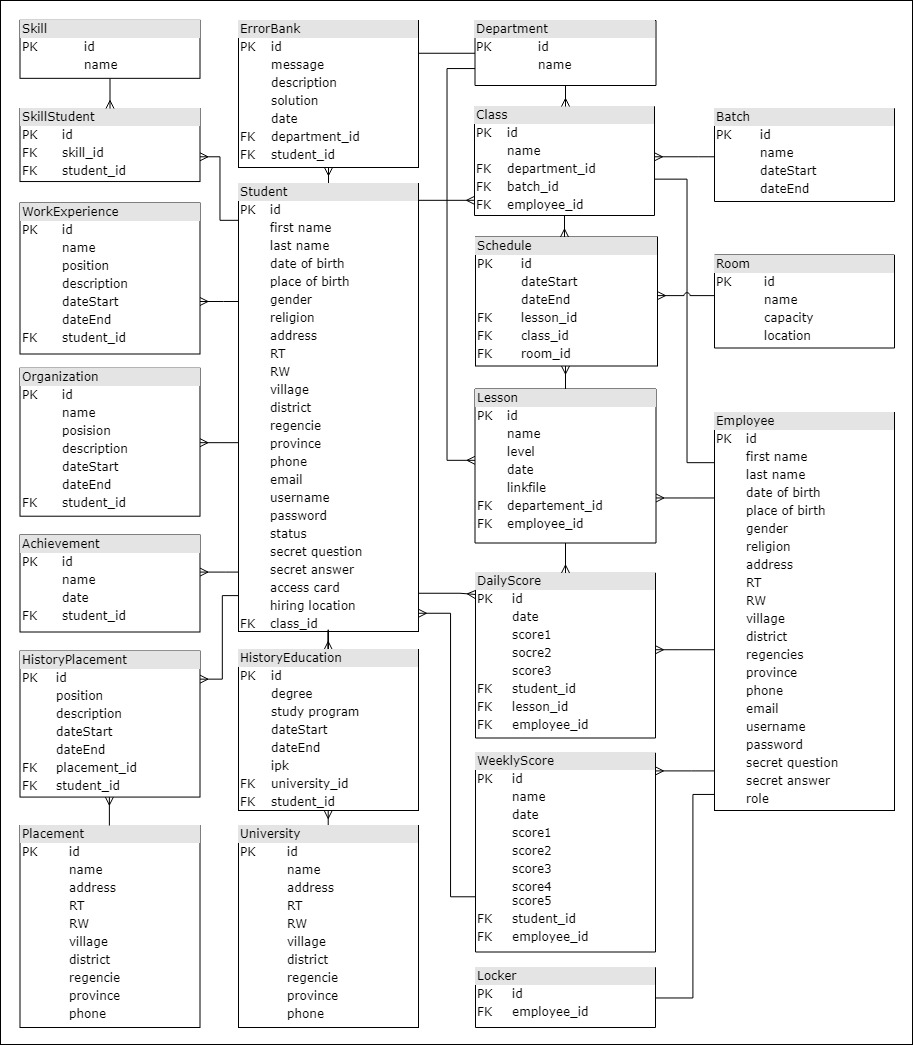 Skill
PK id
name
SkillStudent
PK id
FK skill_id
FK student_id
WorkExperience
PK id
name
position
description
dateStart
dateEnd
FK student_id
Organization
PK id
name
posision
description
dateStart
dateEnd
FK student_id
Achievement
PK id
name
date
FK student_id
HistoryPlacement
PK id
position
description
dateStart
dateEnd
FK placement_id
FK student_id
Placement
PK id
name
address
RT
RW
village
district
regencie
province
phone
ErrorBank
PK id
message
description
solution
date
FK department_id
FK student_id
Student
PK id
first name
last name
date of birth
place of birth
gender
religion
address
RT
RW
village
district
regencie
province
phone
email
username
password
status
secret question
secret answer
access card
hiring location
FK class_id
HistoryEducation
PK id
degree
study program
dateStart
dateEnd
ipk
FK university_id
FK student_id
University
PK id
name
address
RT
RW
village
district
regencie
province
phone
Department
PK id
name
Class
PK id
name
FK department_id
FK batch_id
FK employee_id
Schedule
PK id
dateStart
dateEnd
FK lesson_id
FK class_id
FK room_id
Lesson
PK id
name
level
date
linkfile
FK departement_id
FK employee_id
DailyScore
PK id
date
score1
socre2
score3
FK student_id
FK lesson_id
FK employee_id
WeeklyScore
PK id
name
date
score1
score2
score3
score4
score5
FK student_id
FK employee_id
Locker
PK id
FK employee_id
Batch
PK id
name
dateStart
dateEnd
Room
PK id
name
capacity
location
Employee
PK id
first name
last name
date of birth
place of birth
gender
religion
address
RT
RW
village
district
regencies
province
phone
email
username
password
secret question
secret answer
role